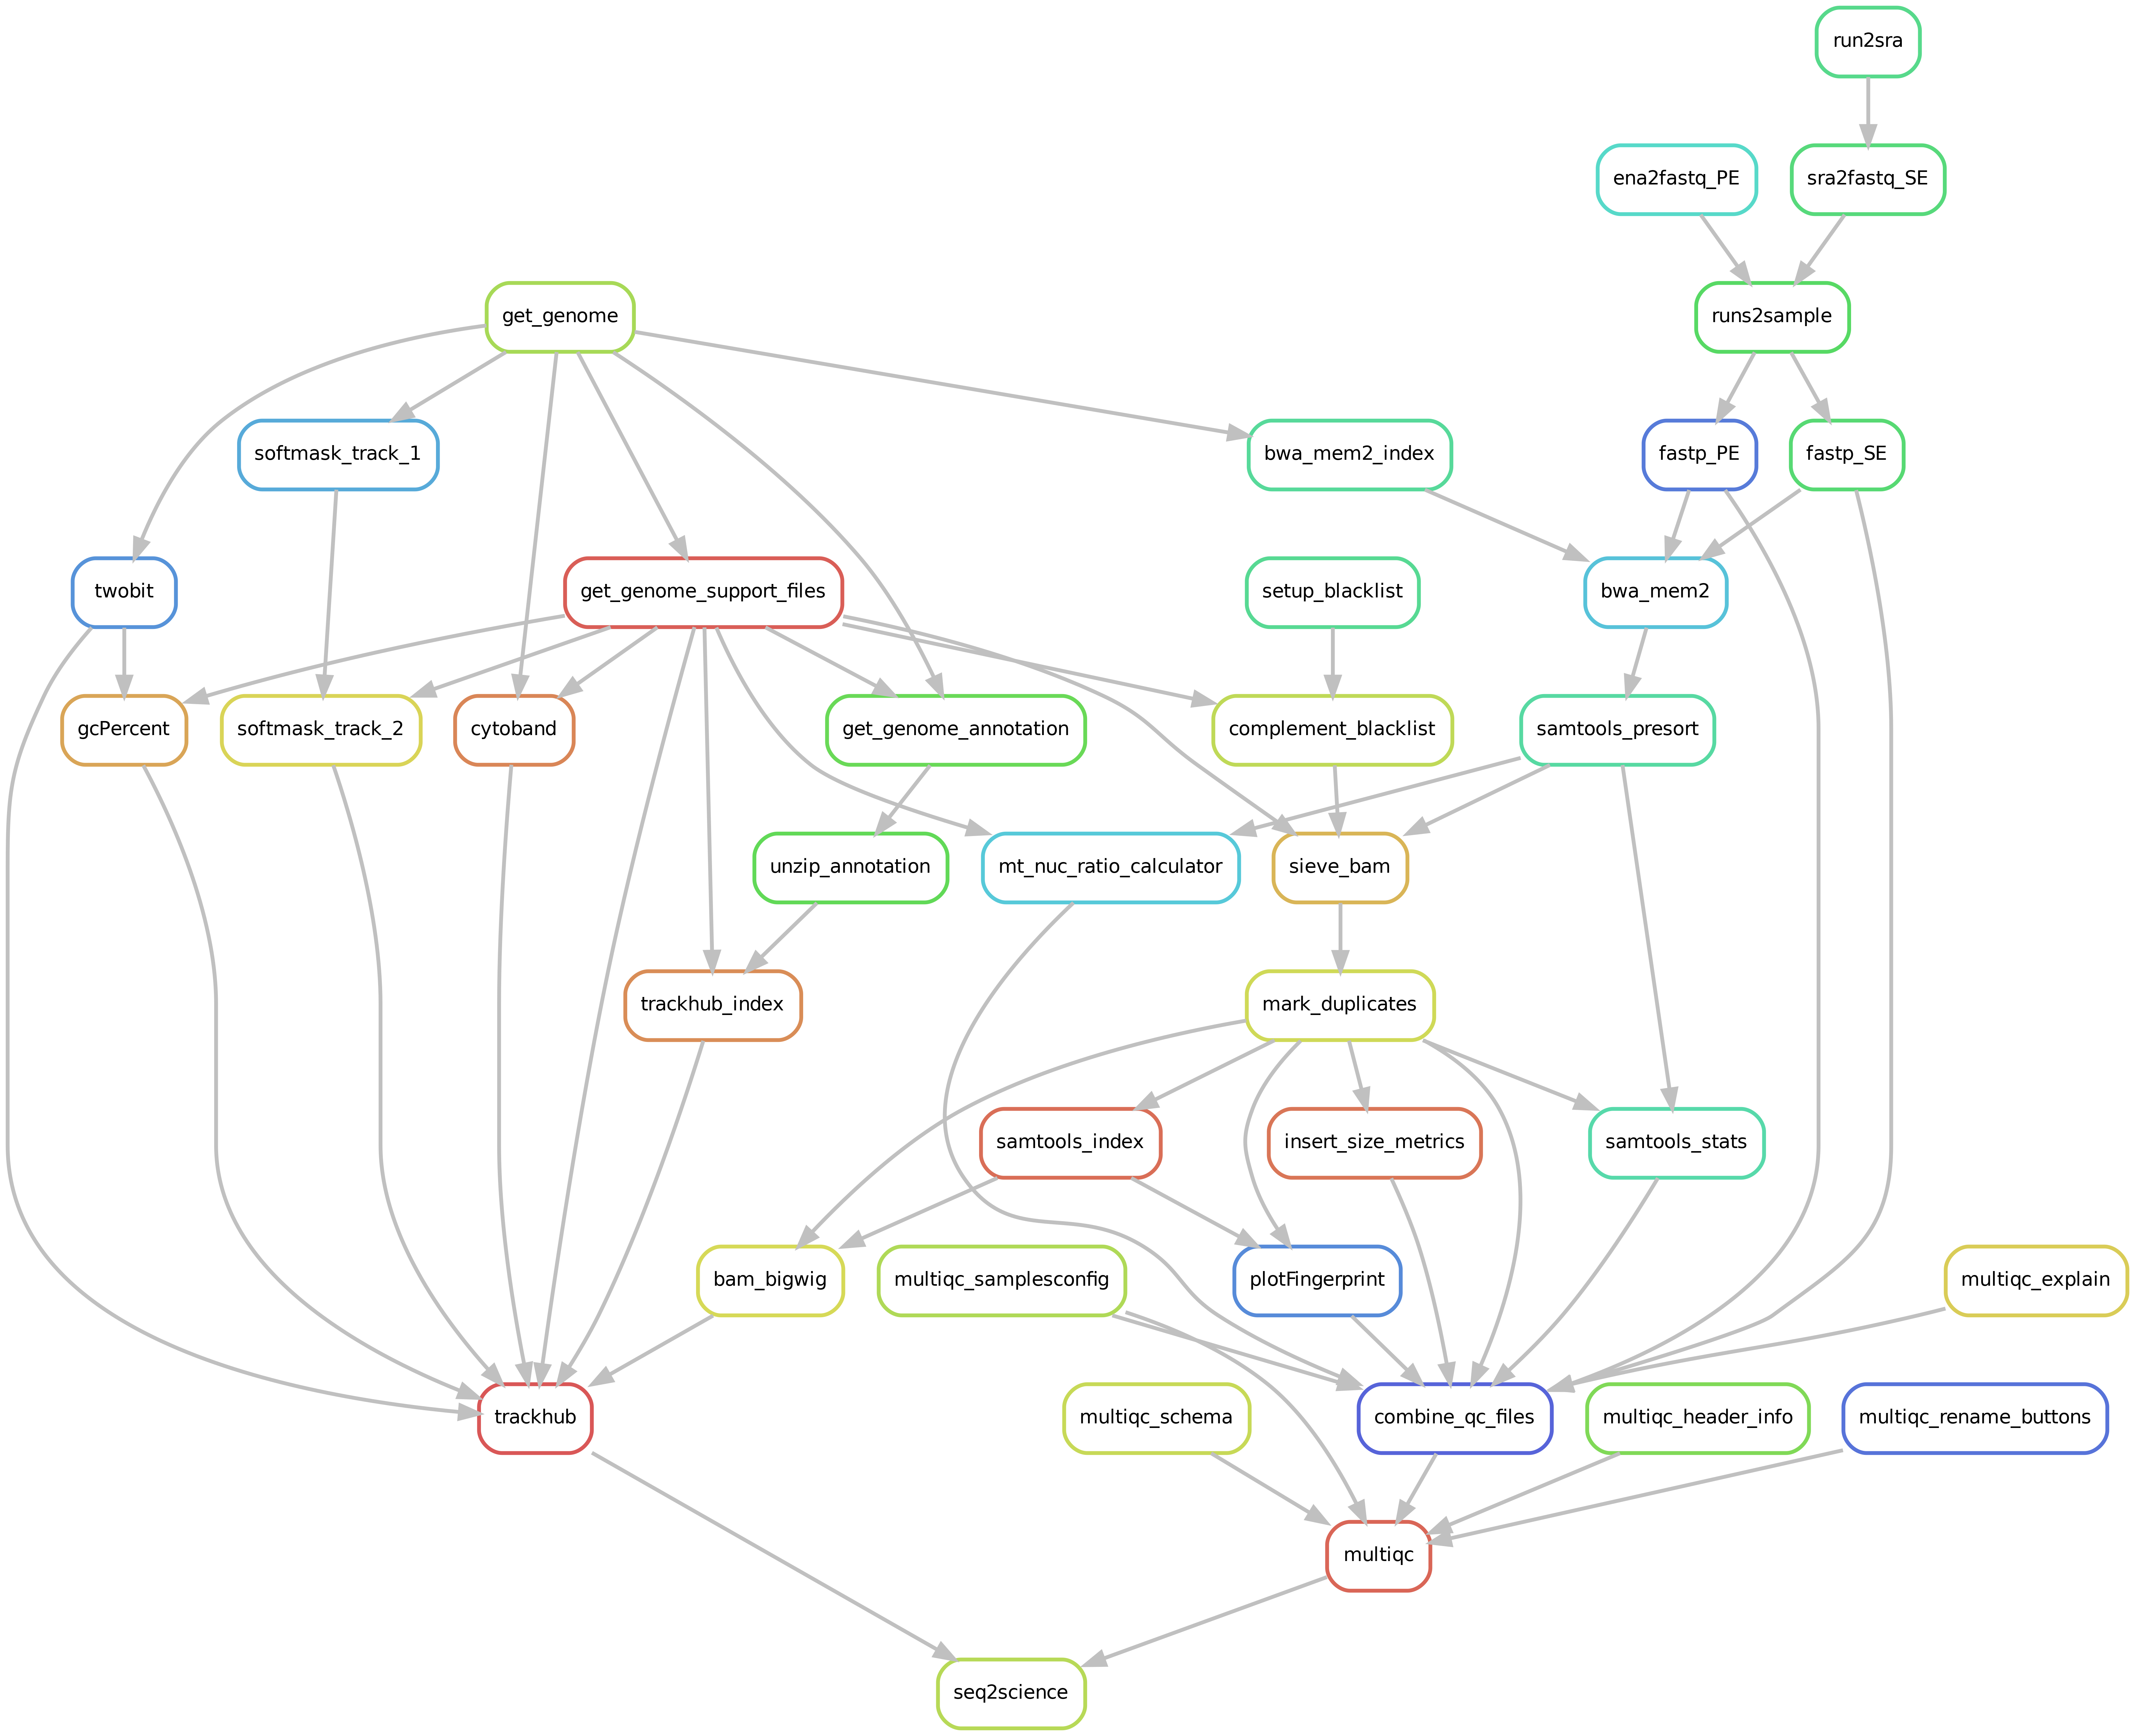 run2sra
ena2fastq_PE
sra2fastq_SE
get_genome
runs2sample
softmask_track_1
bwa_mem2_index
fastp_PE
fastp_SE
twobit
get_genome_support_files
setup_blacklist
bwa_mem2
gcPercent
softmask_track_2
cytoband
get_genome_annotation
complement_blacklist
samtools_presort
unzip_annotation
mt_nuc_ratio_calculator
sieve_bam
trackhub_index
mark_duplicates
samtools_index
insert_size_metrics
samtools_stats
bam_bigwig
multiqc_samplesconfig
plotFingerprint
multiqc_explain
trackhub
multiqc_schema
combine_qc_files
multiqc_header_info
multiqc_rename_buttons
multiqc
seq2science